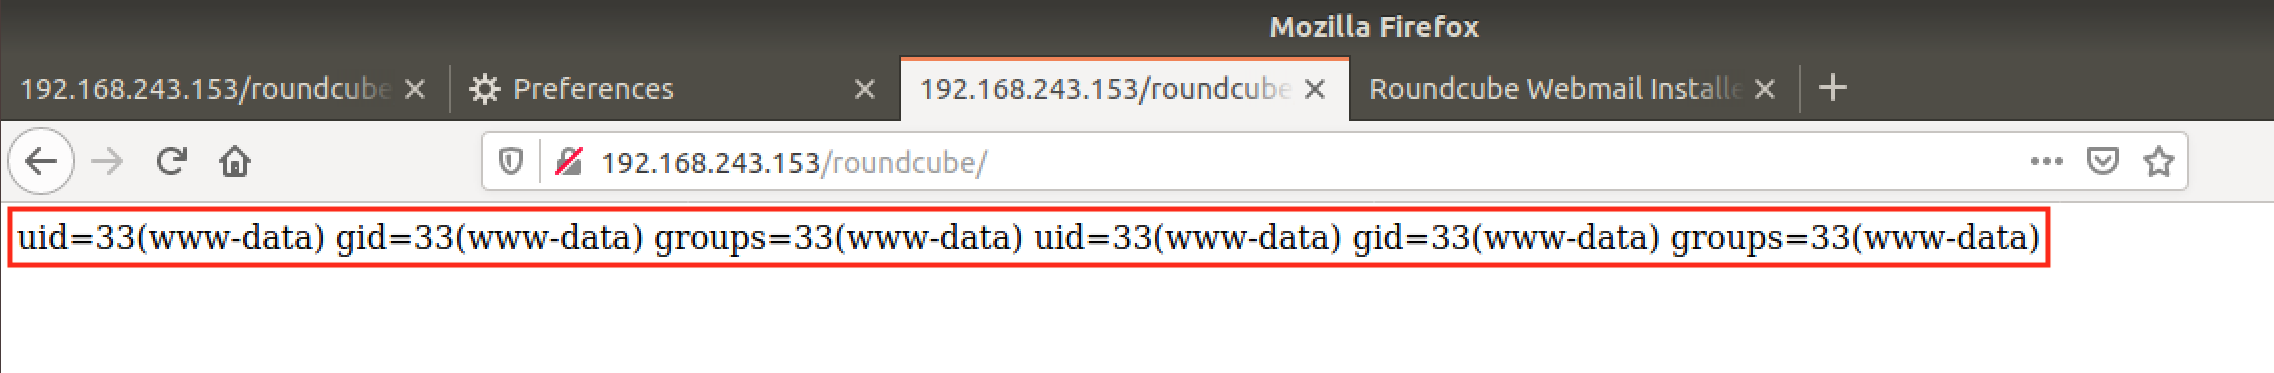 Mozilla Firefox
192.168.243.153/roundcube
Preferences
192.168.243.153/roundcube
Roundcube Webmail Installe
192.168.243.153/roundcube/
uid=33(www-data) gid=33(www-data) groups=33(www-data) uid=33(www-data) gid=33(www-data) groups=33(www-data)